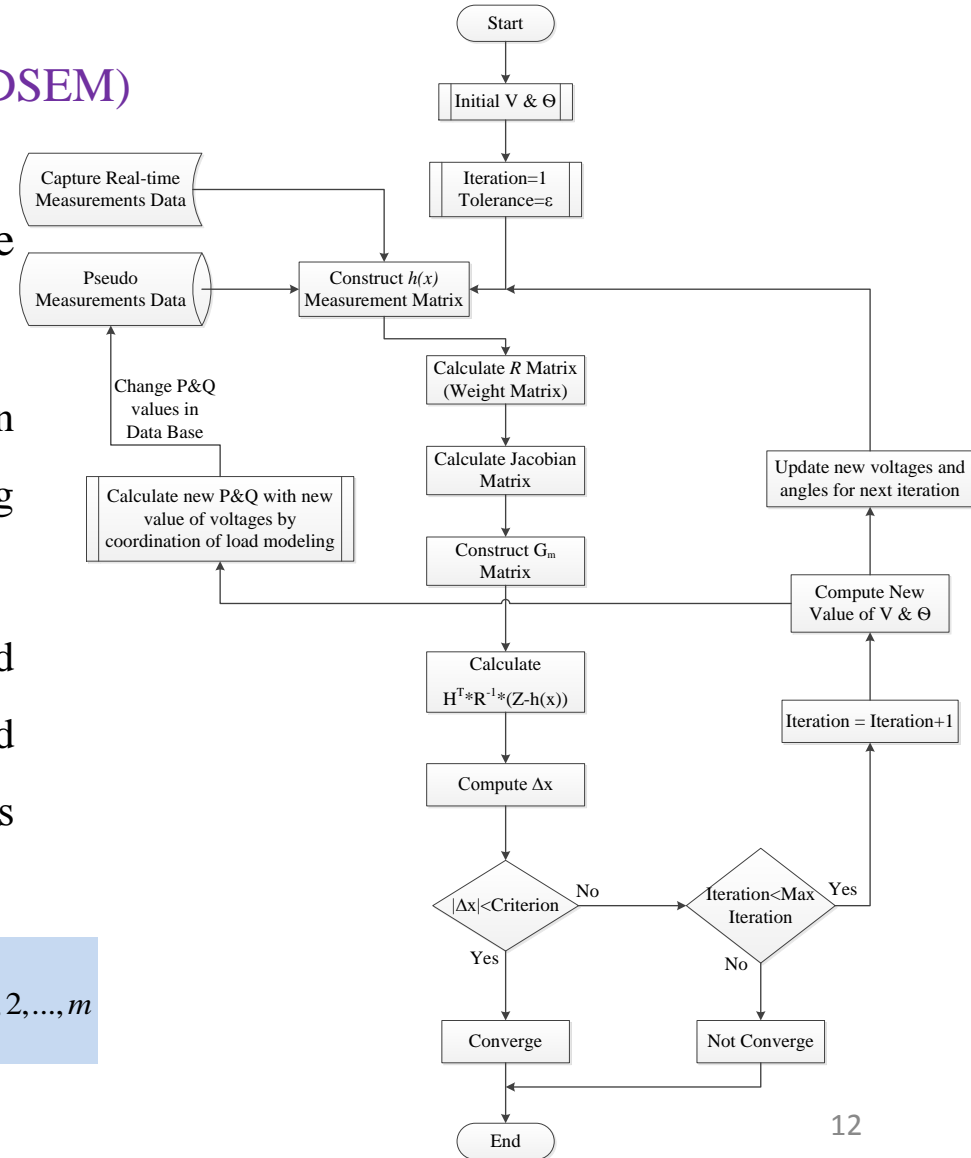 DSEM)
e
n
g
d
d
s
2,...,m
Start
Initial V & Θ
Iteration=1
Tolerance=ε
Capture Real-time
Measurements Data
Pseudo
Measurements Data
Construct h(x)
Measurement Matrix
Calculate R Matrix
(Weight Matrix)
Change P&Q
values in
Data Base
Calculate Jacobian
Matrix
Update new voltages and
angles for next iteration
Calculate new P&Q with new
value of voltages by
coordination of load modeling
Construct Gm
Matrix
Compute New
Value of V & Θ
Calculate
H^T*R^-1*(Z-h(x))
Iteration = Iteration+1
Compute Δx
|Δx|<Criterion
No
Yes
Iteration<Max
Iteration
Yes
No
Converge
Not Converge
End
12